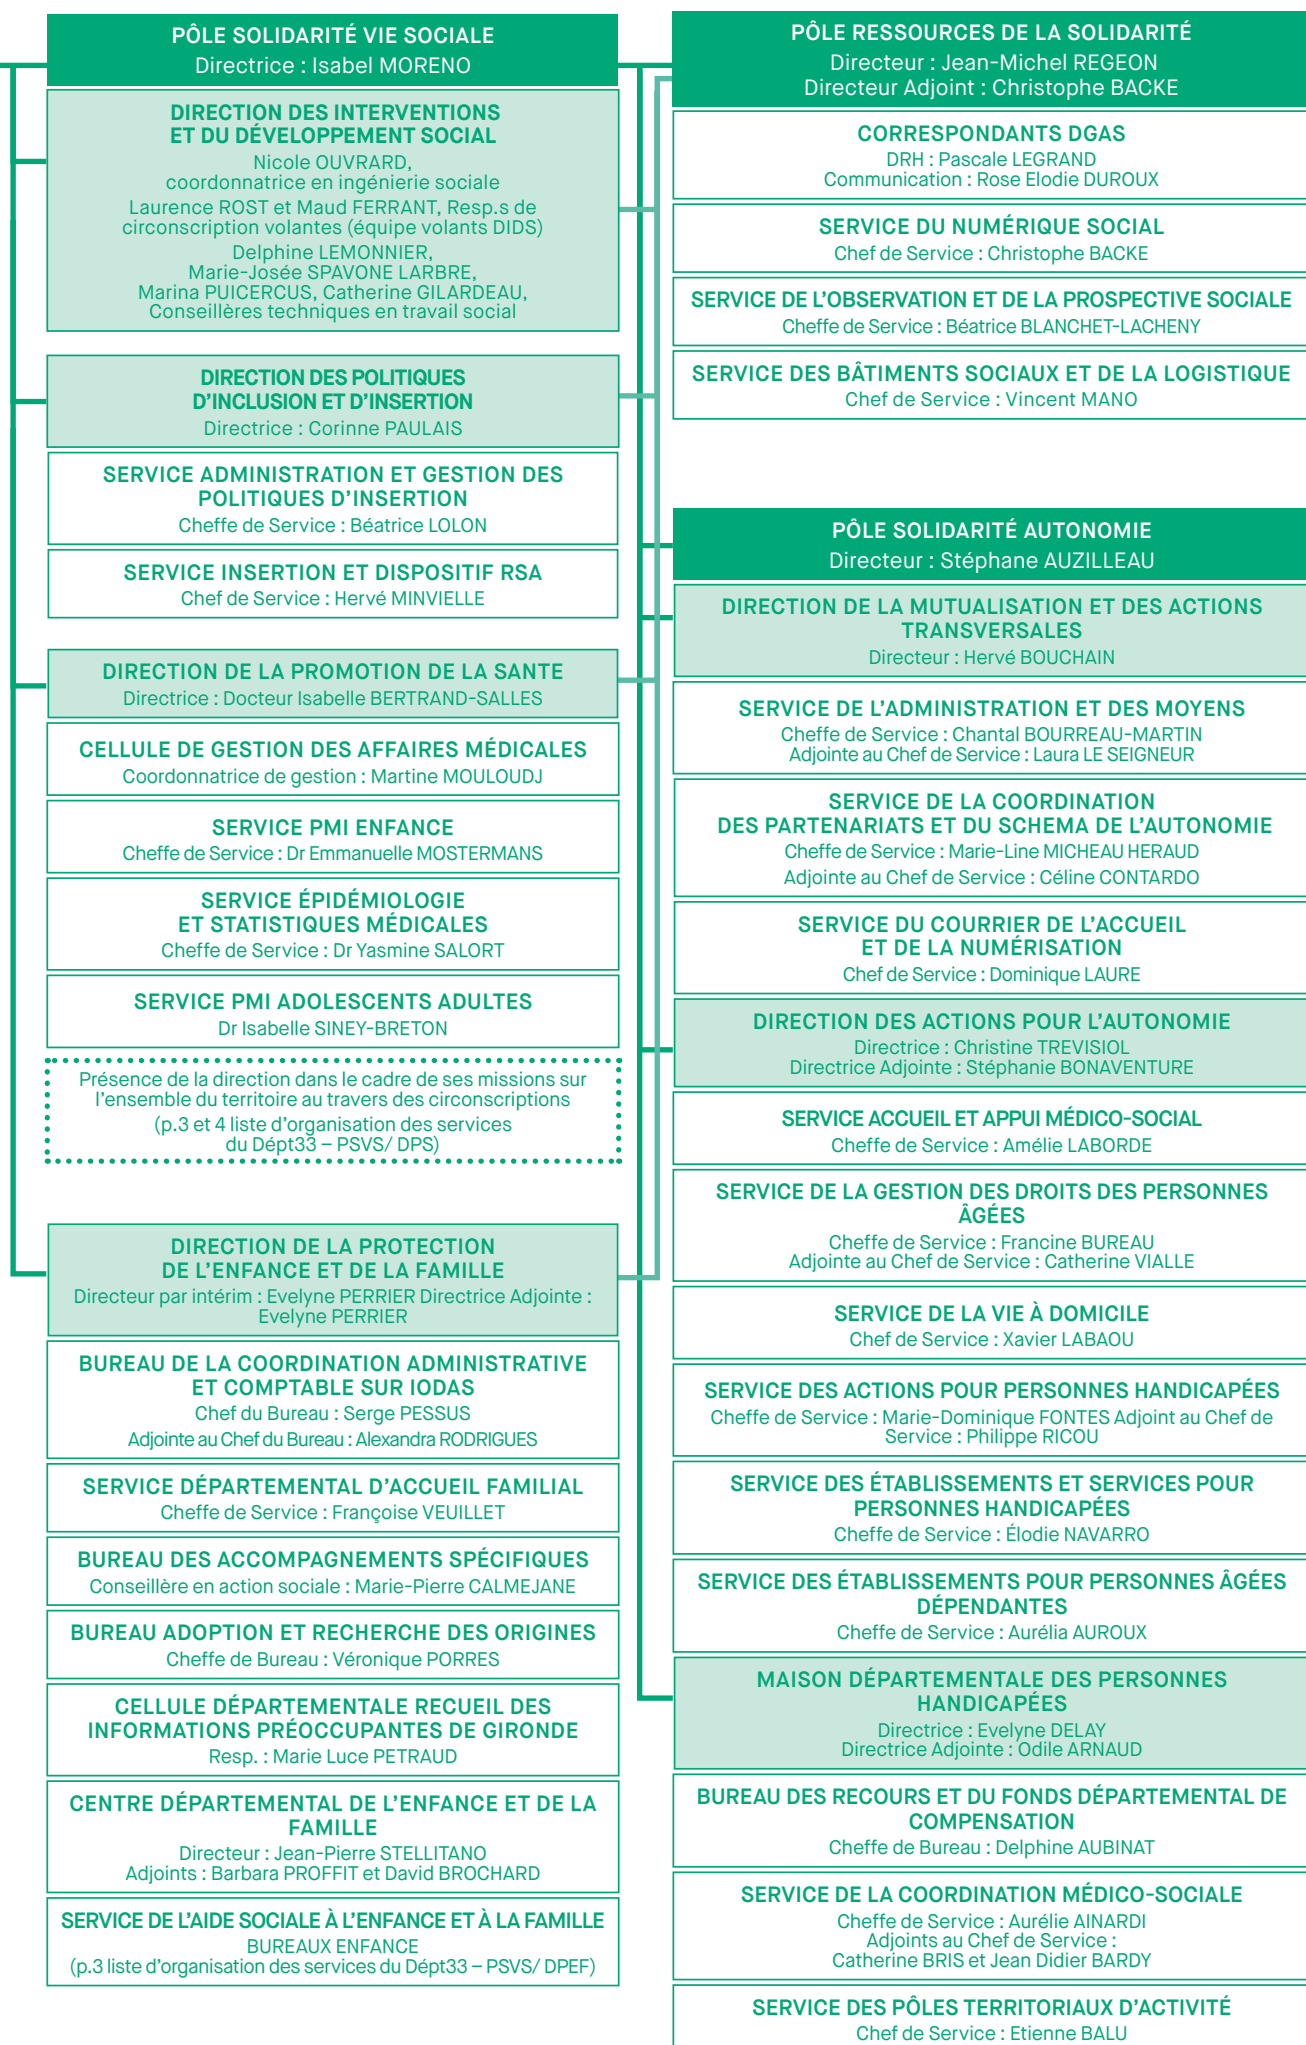 PÔLE SOLIDARITÉ VIE SOCIALE
Directrice : Isabel MORENO
DIRECTION DES INTERVENTIONS
ET DU DÉVELOPPEMENT SOCIAL
Nicole OUVRARD,
coordonnatrice en ingénierie sociale
Laurence ROST et Maud FERRANT, Resp.s de
circonscription volantes (équipe volants DIDS)
Delphine LEMONNIER,
Marie-Josée SPAVONE LARBRE,
Marina PUICERCUS, Catherine GILARDEAU,
Conseillères techniques en travail social
DIRECTION DES POLITIQUES
D'INCLUSION ET D'INSERTION
Directrice : Corinne PAULAIS
SERVICE ADMINISTRATION ET GESTION DES
POLITIQUES D'INSERTION
Cheffe de Service : Béatrice LOLON
SERVICE INSERTION ET DISPOSITIF RSA
Chef de Service : Hervé MINVIELLE
DIRECTION DE LA PROMOTION DE LA SANTE
Directrice : Docteur Isabelle BERTRAND-SALLES
CELLULE DE GESTION DES AFFAIRES MÉDICALES
Coordonnatrice de gestion : Martine MOULOUDJ
SERVICE PMI ENFANCE
Cheffe de Service : Dr Emmanuelle MOSTERMANS
SERVICE ÉPIDÉMIOLOGIE
ET STATISTIQUES MÉDICALES
Cheffe de Service : Dr Yasmine SALORT
SERVICE PMI ADOLESCENTS ADULTES
Dr Isabelle SINEY-BRETON
Présence de la direction dans le cadre de ses missions sur
l'ensemble du territoire au travers des circonscriptions
(p.3 et 4 liste d'organisation des services
du Dépt33 – PSVS/ DPS)
DIRECTION DE LA PROTECTION
DE L'ENFANCE ET DE LA FAMILLE
Directeur par intérim : Evelyne PERRIER Directrice Adjointe :
Evelyne PERRIER
BUREAU DE LA COORDINATION ADMINISTRATIVE
ET COMPTABLE SUR IODAS
Chef du Bureau : Serge PESSUS
Adjointe au Chef du Bureau : Alexandra RODRIGUES
SERVICE DÉPARTEMENTAL D'ACCUEIL FAMILIAL
Cheffe de Service : Françoise VEUILLET
BUREAU DES ACCOMPAGNEMENTS SPÉCIFIQUES
Conseillère en action sociale : Marie-Pierre CALMEJANE
BUREAU ADOPTION ET RECHERCHE DES ORIGINES
Cheffe de Bureau : Véronique PORRES
CELLULE DÉPARTEMENTALE RECUEIL DES
INFORMATIONS PRÉOCCUPANTES DE GIRONDE
Resp. : Marie Luce PETRAUD
CENTRE DÉPARTEMENTAL DE L'ENFANCE ET DE LA
FAMILLE
Directeur : Jean-Pierre STELLITANO
Adjoints : Barbara PROFFIT et David BROCHARD
SERVICE DE L'AIDE SOCIALE À L'ENFANCE ET À LA FAMILLE
BUREAUX ENFANCE
(p.3 liste d'organisation des services du Dépt33 – PSVS/ DPEF)
PÔLE RESSOURCES DE LA SOLIDARITÉ
Directeur : Jean-Michel REGEON
Directeur Adjoint : Christophe BACKE
CORRESPONDANTS DGAS
DRH : Pascale LEGRAND
Communication : Rose Elodie DUROUX
SERVICE DU NUMÉRIQUE SOCIAL
Chef de Service : Christophe BACKE
SERVICE DE L'OBSERVATION ET DE LA PROSPECTIVE SOCIALE
Cheffe de Service : Béatrice BLANCHET-LACHENY
SERVICE DES BÂTIMENTS SOCIAUX ET DE LA LOGISTIQUE
Chef de Service : Vincent MANO
PÔLE SOLIDARITÉ AUTONOMIE
Directeur : Stéphane AUZILLEAU
DIRECTION DE LA MUTUALISATION ET DES ACTIONS
TRANSVERSALES
Directeur : Hervé BOUCHAIN
SERVICE DE L'ADMINISTRATION ET DES MOYENS
Cheffe de Service : Chantal BOURREAU-MARTIN
Adjointe au Chef de Service : Laura LE SEIGNEUR
SERVICE DE LA COORDINATION
DES PARTENARIATS ET DU SCHEMA DE L'AUTONOMIE
Cheffe de Service : Marie-Line MICHEAU HERAUD
Adjointe au Chef de Service : Céline CONTARDO
SERVICE DU COURRIER DE L'ACCUEIL
ET DE LA NUMÉRISATION
Chef de Service : Dominique LAURE
DIRECTION DES ACTIONS POUR L'AUTONOMIE
Directrice : Christine TREVISIOL
Directrice Adjointe : Stéphanie BONAVENTURE
SERVICE ACCUEIL ET APPUI MÉDICO-SOCIAL
Cheffe de Service : Amélie LABORDE
SERVICE DE LA GESTION DES DROITS DES PERSONNES
ÂGÉES
Cheffe de Service : Francine BUREAU
Adjointe au Chef de Service : Catherine VIALLE
SERVICE DE LA VIE À DOMICILE
Chef de Service : Xavier LABAOU
SERVICE DES ACTIONS POUR PERSONNES HANDICAPÉES
Cheffe de Service : Marie-Dominique FONTES Adjoint au Chef de
Service : Philippe RICOU
SERVICE DES ÉTABLISSEMENTS ET SERVICES POUR
PERSONNES HANDICAPÉES
Cheffe de Service : Élodie NAVARRO
SERVICE DES ÉTABLISSEMENTS POUR PERSONNES ÂGÉES
DÉPENDANTES
Cheffe de Service : Aurélia AUROUX
MAISON DÉPARTEMENTALE DES PERSONNES
HANDICAPÉES
Directrice : Evelyne DELAY
Directrice Adjointe : Odile ARNAUD
BUREAU DES RECOURS ET DU FONDS DÉPARTEMENTAL DE
COMPENSATION
Cheffe de Bureau : Delphine AUBINAT
SERVICE DE LA COORDINATION MÉDICO-SOCIALE
Cheffe de Service : Aurélie AINARDI
Adjoints au Chef de Service :
Catherine BRIS et Jean Didier BARDY
SERVICE DES PÔLES TERRITORIAUX D'ACTIVITÉ
Chef de Service : Etienne BALU